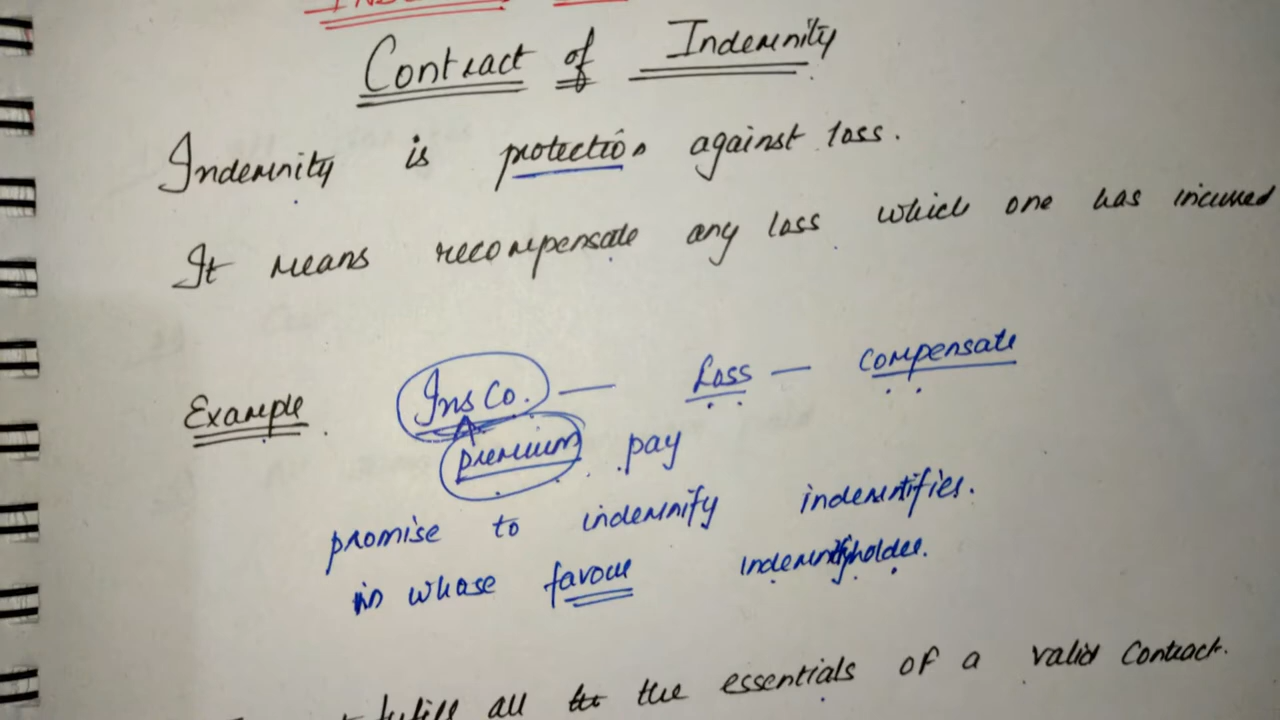 Contract of Indemnity
Indemnity is protection against loss.
It means recompensate any loss which one has incurred
Example Ins Co. — Loss — compensate
premium pay
promise to indemnify indemnifies.
in whose favour indemnityholder.
all the essentials of a valid contract.